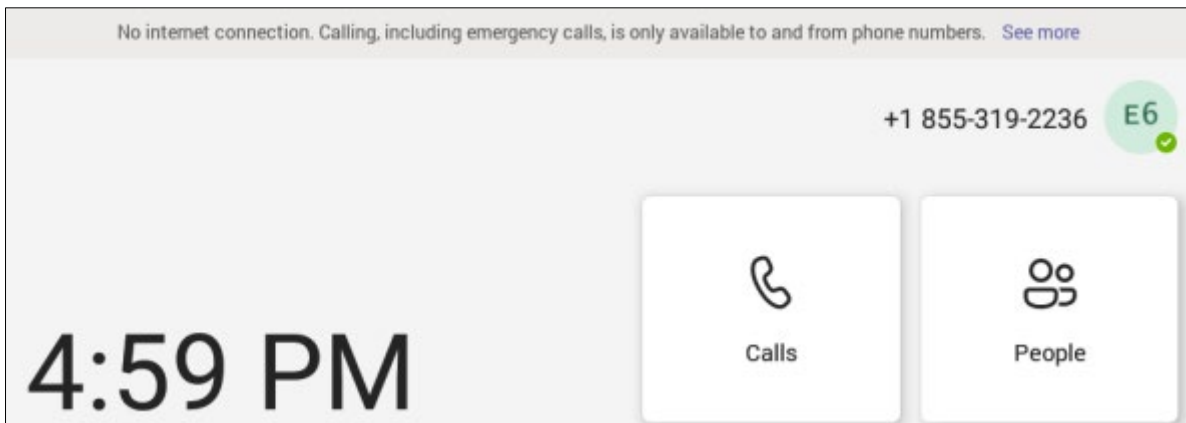 No internet connection. Calling, including emergency calls, is only available to and from phone numbers. See more
+1 855-319-2236 E6
Calls People
4:59 PM